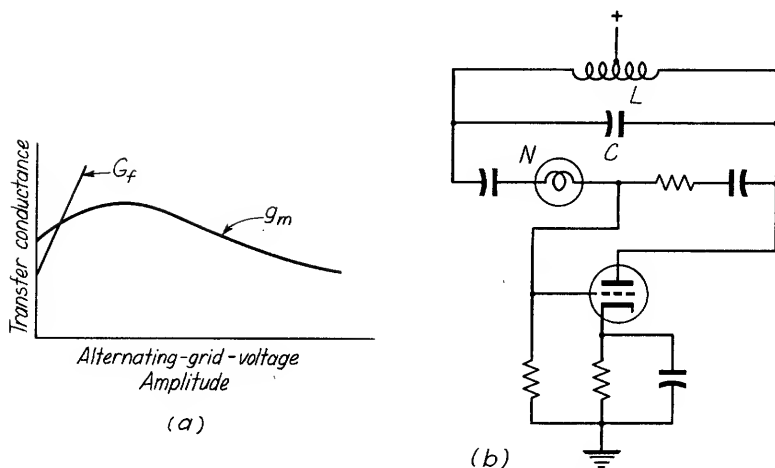 Transfer conductance
G_f
g_m
Alternating-grid-voltage
Amplitude
(a)
+
L
C
N
(b)